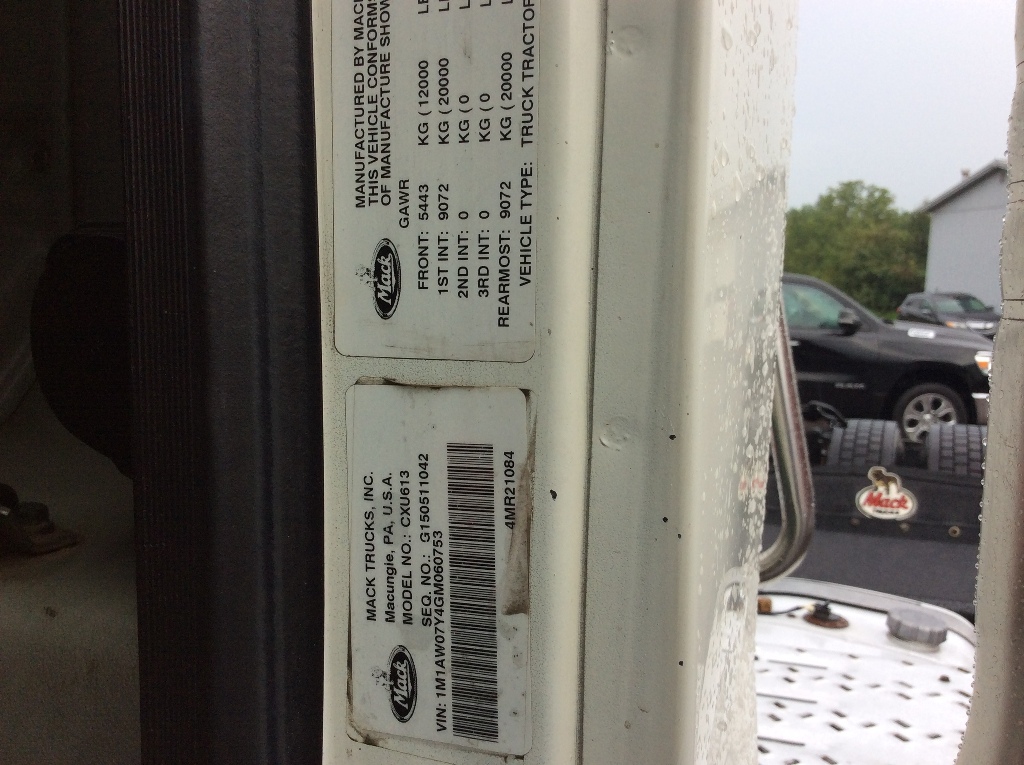 MANUFACTURED BY MACK
THIS VEHICLE CONFORMS
OF MANUFACTURE SHOW
GAWR
Mack
FRONT: 5443 KG ( 12000
1ST INT: 9072 KG ( 20000
2ND INT: 0 KG ( 0
3RD INT: 0 KG ( 0
REARMOST: 9072 KG ( 20000
VEHICLE TYPE: TRUCK TRACTOR
MACK TRUCKS, INC.
Macungie, PA, U.S.A.
MODEL NO.: CXU613
SEQ. NO.: G150511042
Mack
VIN: 1M1AW07Y4GM060753
4MR21084
Mack